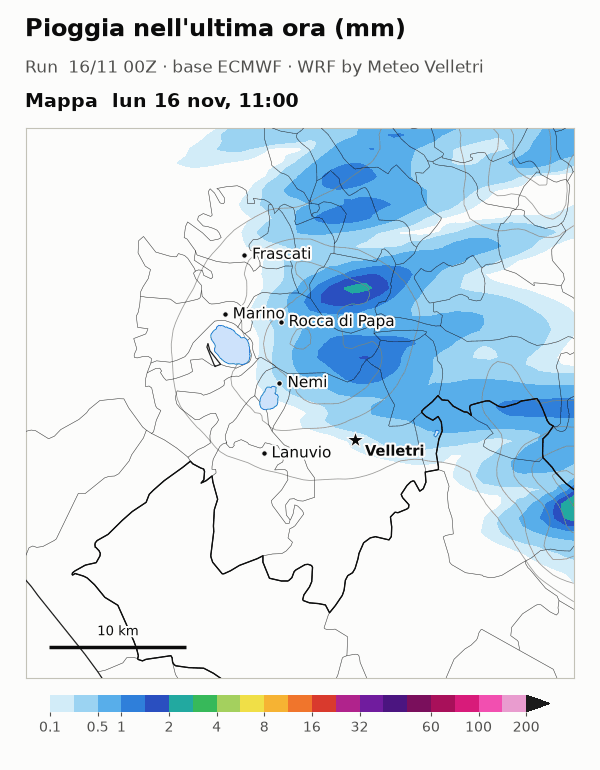 Pioggia nell'ultima ora (mm)
Run  16/11 00Z · base ECMWF · WRF by Meteo Velletri
Mappa  lun 16 nov, 11:00
Frascati
Marino
Rocca di Papa
Nemi
Velletri
Lanuvio
10 km
0.1 0.5 1 2 4 8 16 32 60 100 200